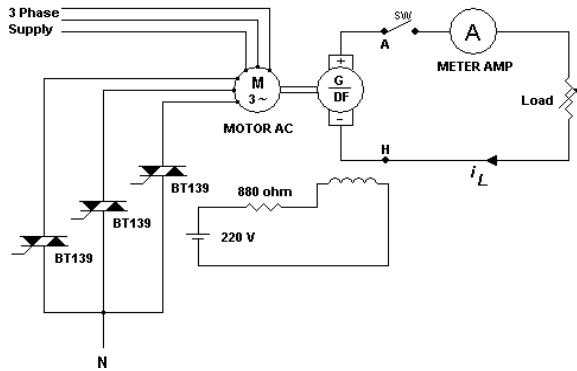 3 Phase
Supply
SW
A
A
METER AMP
M
3 ~
G
DF
+
−
MOTOR AC
Load
H
i L
BT139
880 ohm
BT139
220 V
BT139
N